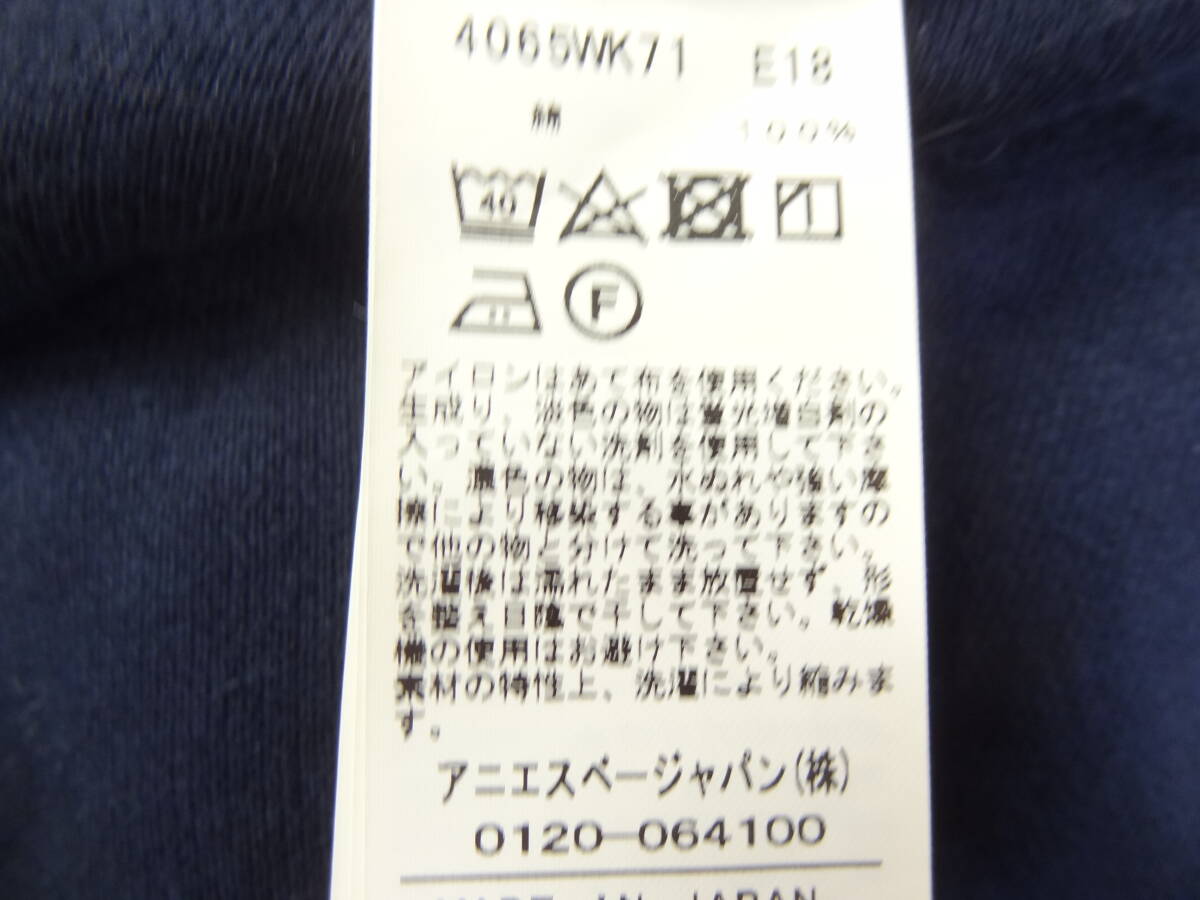 4065WK71 E18
綿 100%
40
F
アイロンはあて布を使用ください。
生成り、淡色の物は蛍光増白剤の
入っていない洗剤を使用して下さ
い。濃色の物は、水ぬれや強い摩
擦により移染する事がありますの
で他の物と分けて洗って下さい。
洗濯後は濡れたまま放置せず、形
を整え日陰で干して下さい。乾燥
機の使用はお避け下さい。
素材の特性上、洗濯により縮みま
す。
アニエスベージャパン(株)
0120-064100
MADE IN JAPAN